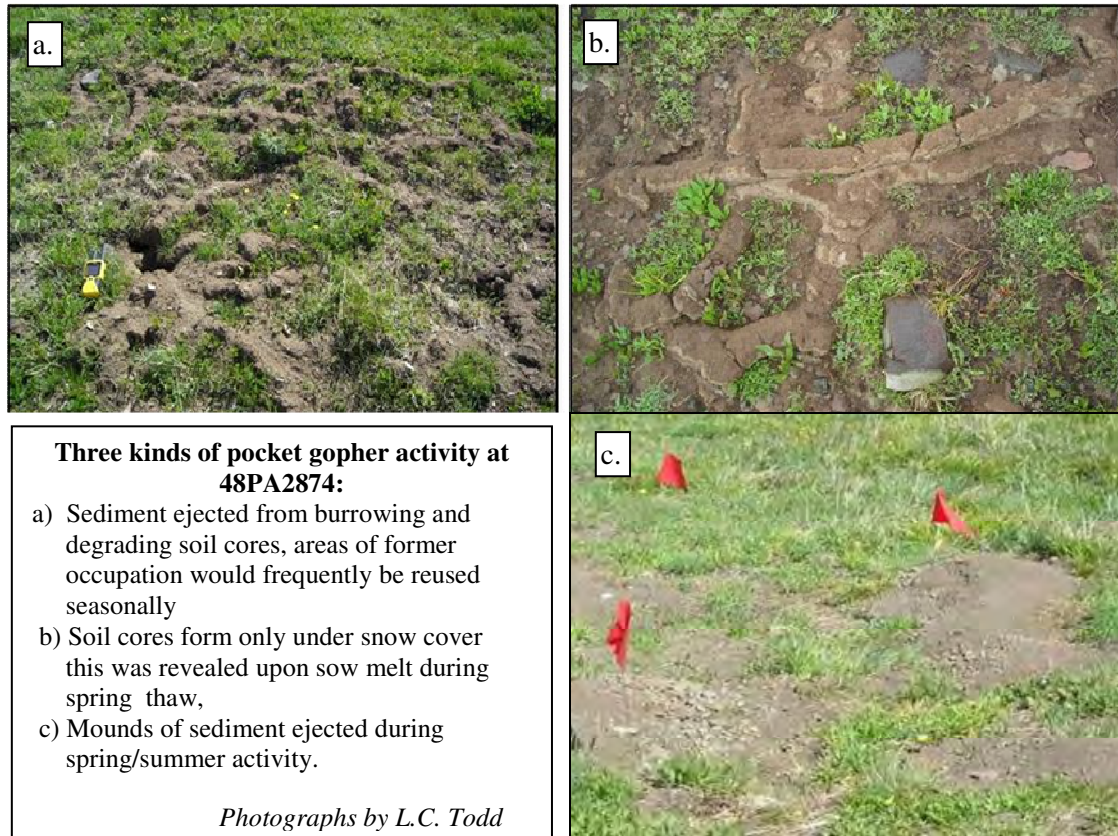 a.
b.
Three kinds of pocket gopher activity at
48PA2874:
a) Sediment ejected from burrowing and
degrading soil cores, areas of former
occupation would frequently be reused
seasonally
b) Soil cores form only under snow cover
this was revealed upon sow melt during
spring thaw,
c) Mounds of sediment ejected during
spring/summer activity.
Photographs by L.C. Todd
c.